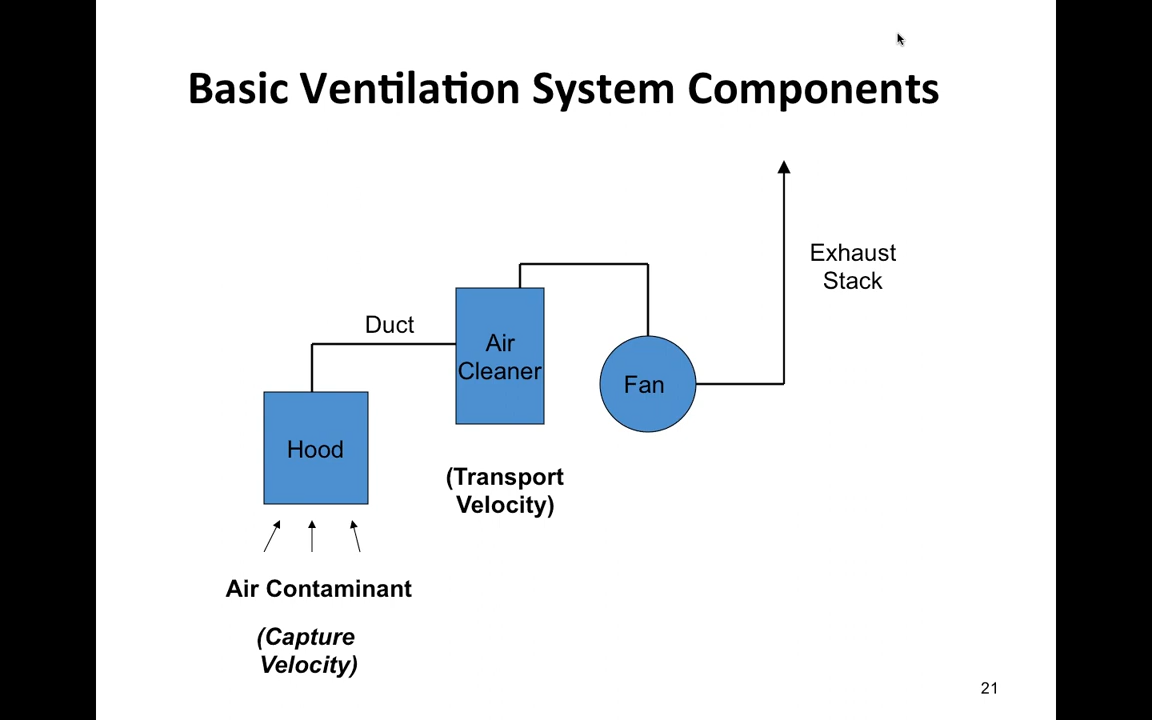 Basic Ventilation System Components
Exhaust
Stack
Duct
Air
Cleaner
Fan
Hood
(Transport
Velocity)
Air Contaminant
(Capture
Velocity)
21